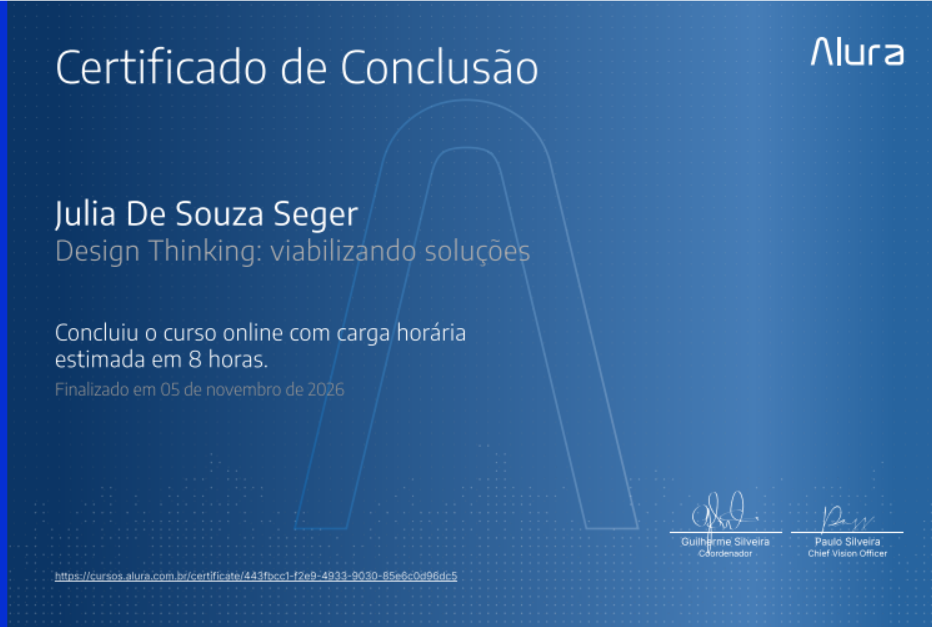 Certificado de Conclusão
Alura
Julia De Souza Seger
Design Thinking: viabilizando soluções
Concluiu o curso online com carga horária
estimada em 8 horas.
Finalizado em 05 de novembro de 2026
Guilherme Silveira
Coordenador
Paulo Silveira
Chief Vision Officer
https://cursos.alura.com.br/certificate/443fbcc1-f2e9-4933-9030-85e6c0d96dc5